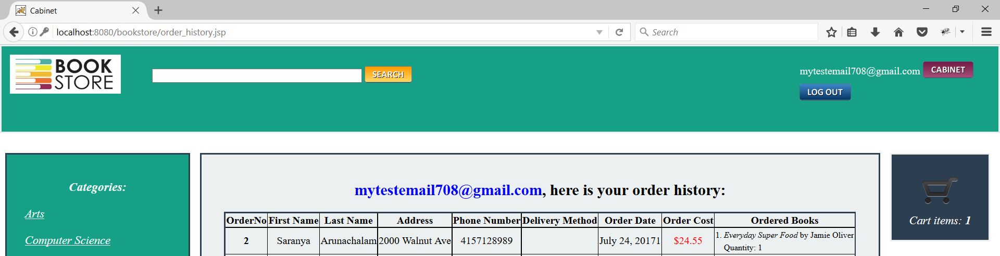 Cabinet
localhost:8080/bookstore/order_history.jsp
Search
BOOK
STORE
SEARCH
mytestemail708@gmail.com CABINET
LOG OUT
Categories:
Arts
Computer Science
mytestemail708@gmail.com, here is your order history:
OrderNo First Name Last Name Address Phone Number Delivery Method Order Date Order Cost Ordered Books
2 Saranya Arunachalam 2000 Walnut Ave 4157128989 July 24, 20171 $24.55 1. Everyday Super Food by Jamie Oliver
Quantity: 1
Cart items: 1